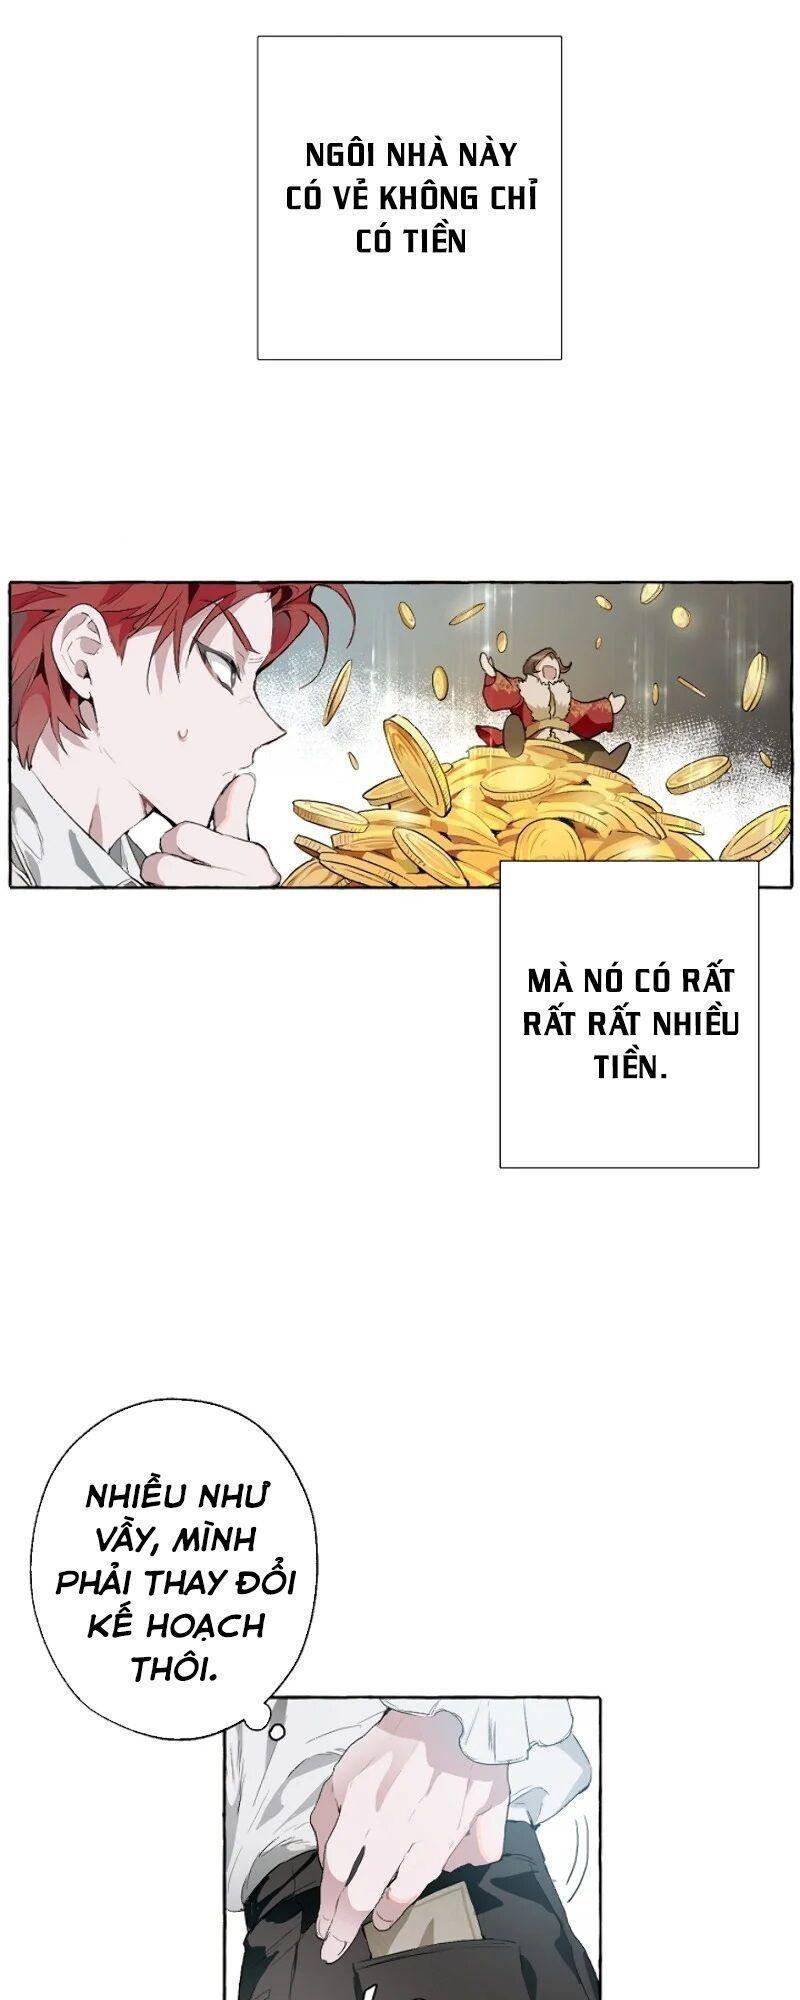 NGÔI NHÀ NÀY
CÓ VẺ KHÔNG CHỈ
CÓ TIỀN
MÀ NÓ CÓ RẤT
RẤT RẤT NHIỀU
TIỀN.
NHIỀU NHƯ
VẦY, MÌNH
PHẢI THAY ĐỔI
KẾ HOẠCH
THÔI.